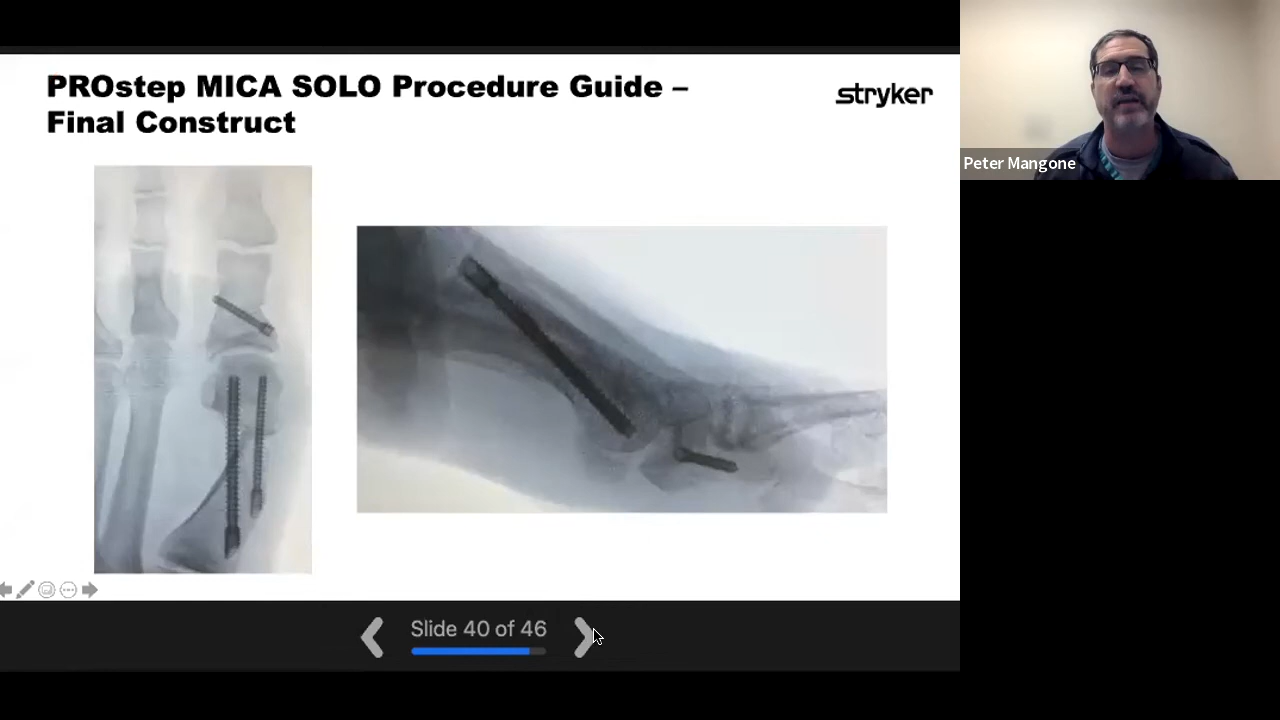 PROstep MICA SOLO Procedure Guide –
Final Construct
stryker
Peter Mangone
Slide 40 of 46